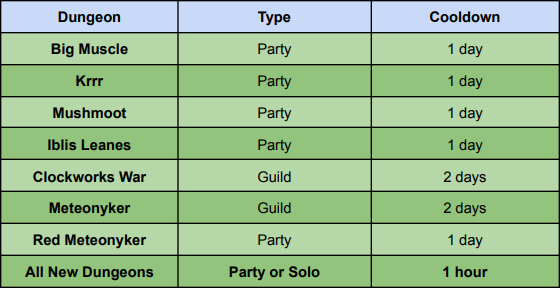 Dungeon Type Cooldown
Big Muscle Party 1 day
Krrr Party 1 day
Mushmoot Party 1 day
Iblis Leanes Party 1 day
Clockworks War Guild 2 days
Meteonyker Guild 2 days
Red Meteonyker Party 1 day
All New Dungeons Party or Solo 1 hour